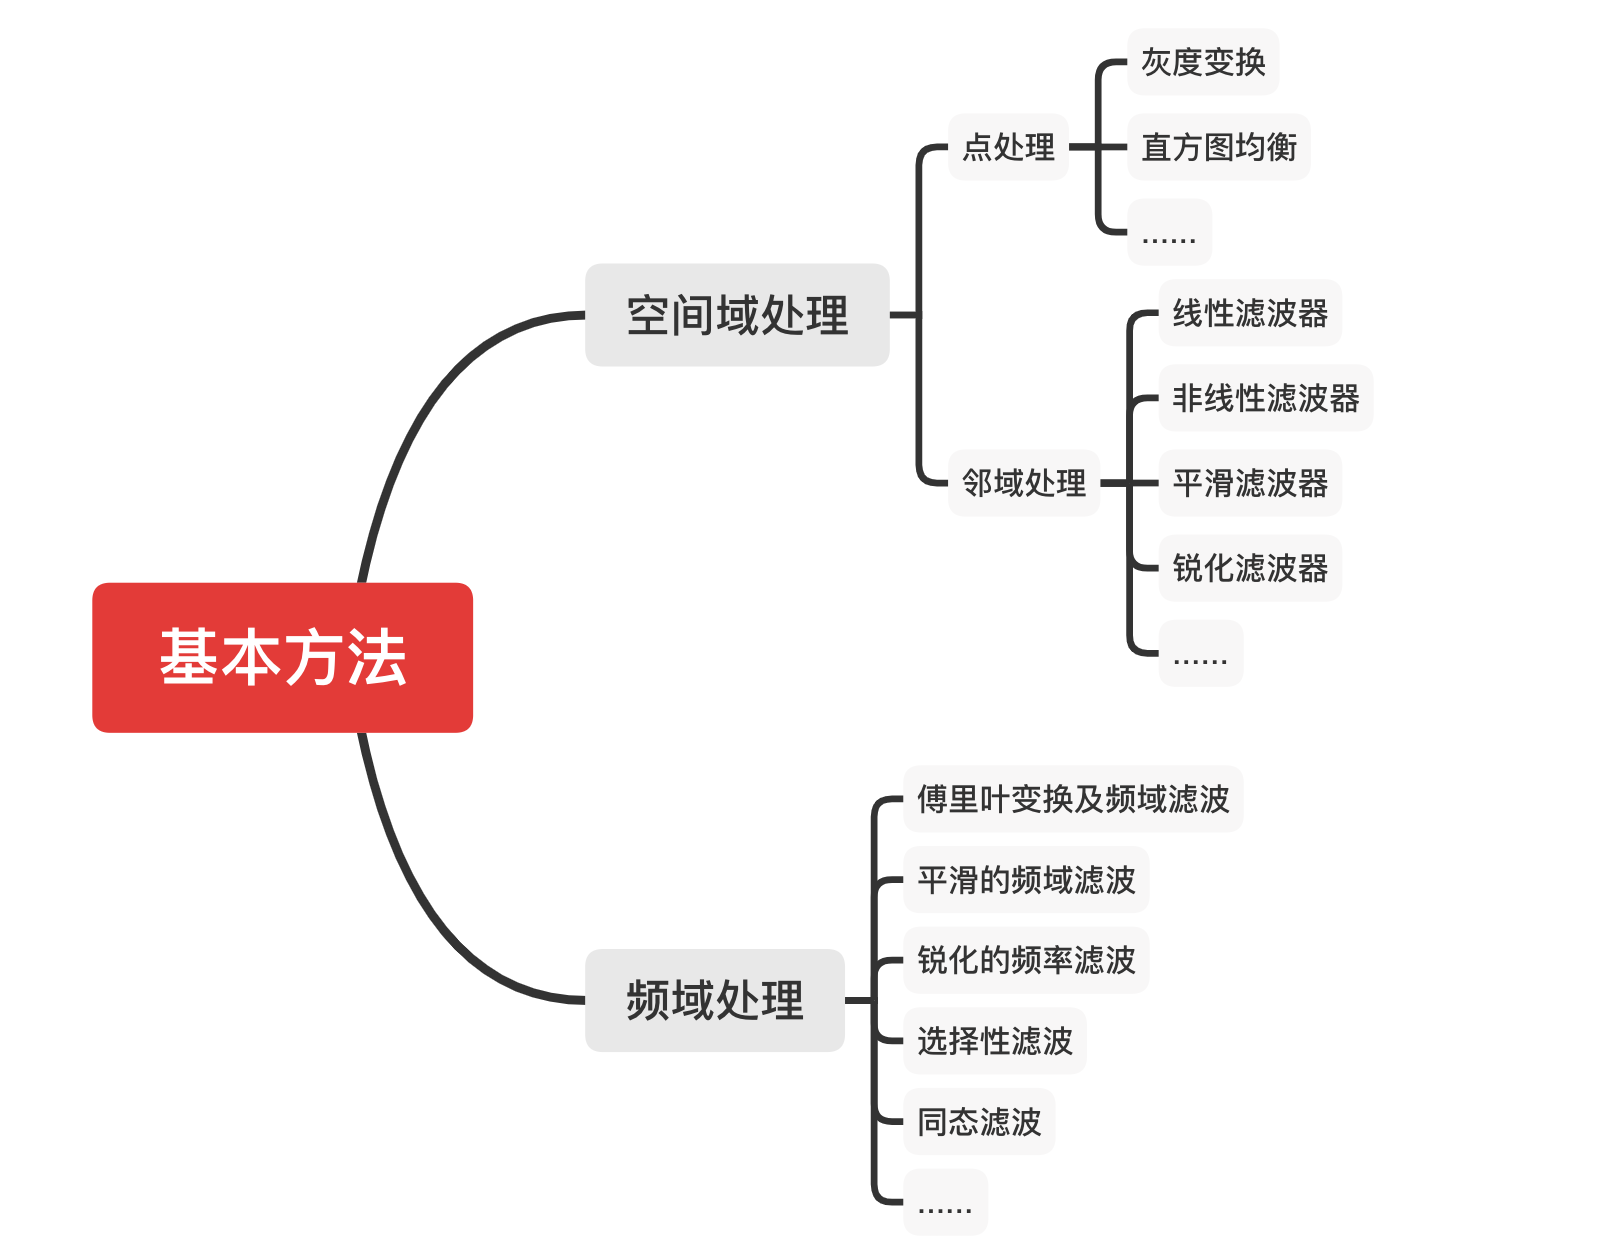 基本方法
空间域处理
点处理
灰度变换
直方图均衡
……
邻域处理
线性滤波器
非线性滤波器
平滑滤波器
锐化滤波器
……
频域处理
傅里叶变换及频域滤波
平滑的频域滤波
锐化的频率滤波
选择性滤波
同态滤波
……